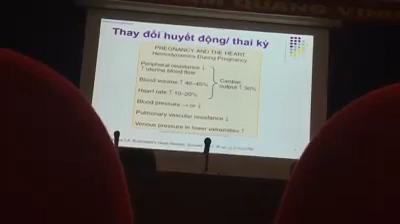 QUANG
Thay đổi huyết động/ thai kỳ
PREGNANCY AND THE HEART
Hemodynamics During Pregnancy
Peripheral resistance ↓
↑ uterine blood flow
Blood volume ↑ 40-45%
Cardiac
output ↑ 30%
Heart rate ↑ 10-20%
Blood pressure → or ↓
Pulmonary vascular resistance ↓
Venous pressure in lower extremities ↑